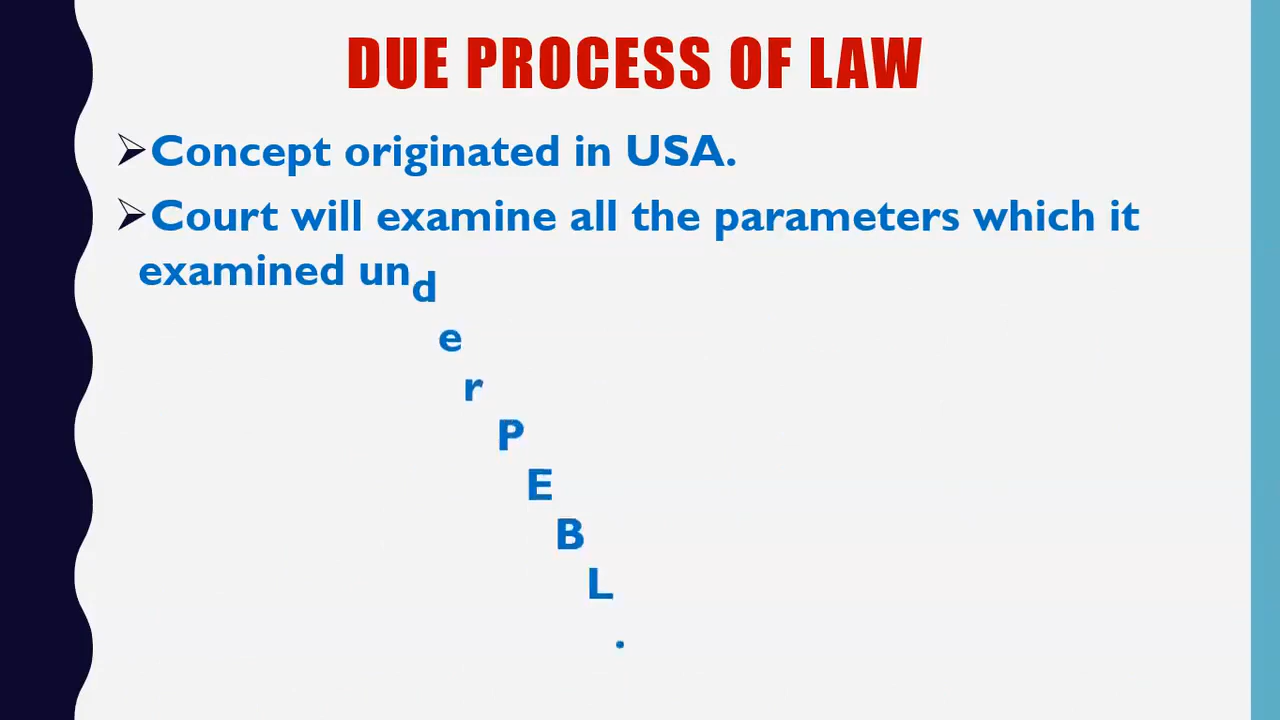 DUE PROCESS OF LAW
➢Concept originated in USA.
➢Court will examine all the parameters which it
examined under PEBL.